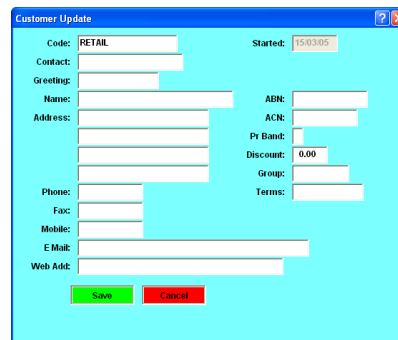 Customer Update
Code: RETAIL Started: 15/03/05
Contact:
Greeting:
Name: ABN:
Address: ACN:
Pr Band:
Discount: 0.00
Group:
Phone: Terms:
Fax:
Mobile:
E Mail:
Web Add:
Save Cancel